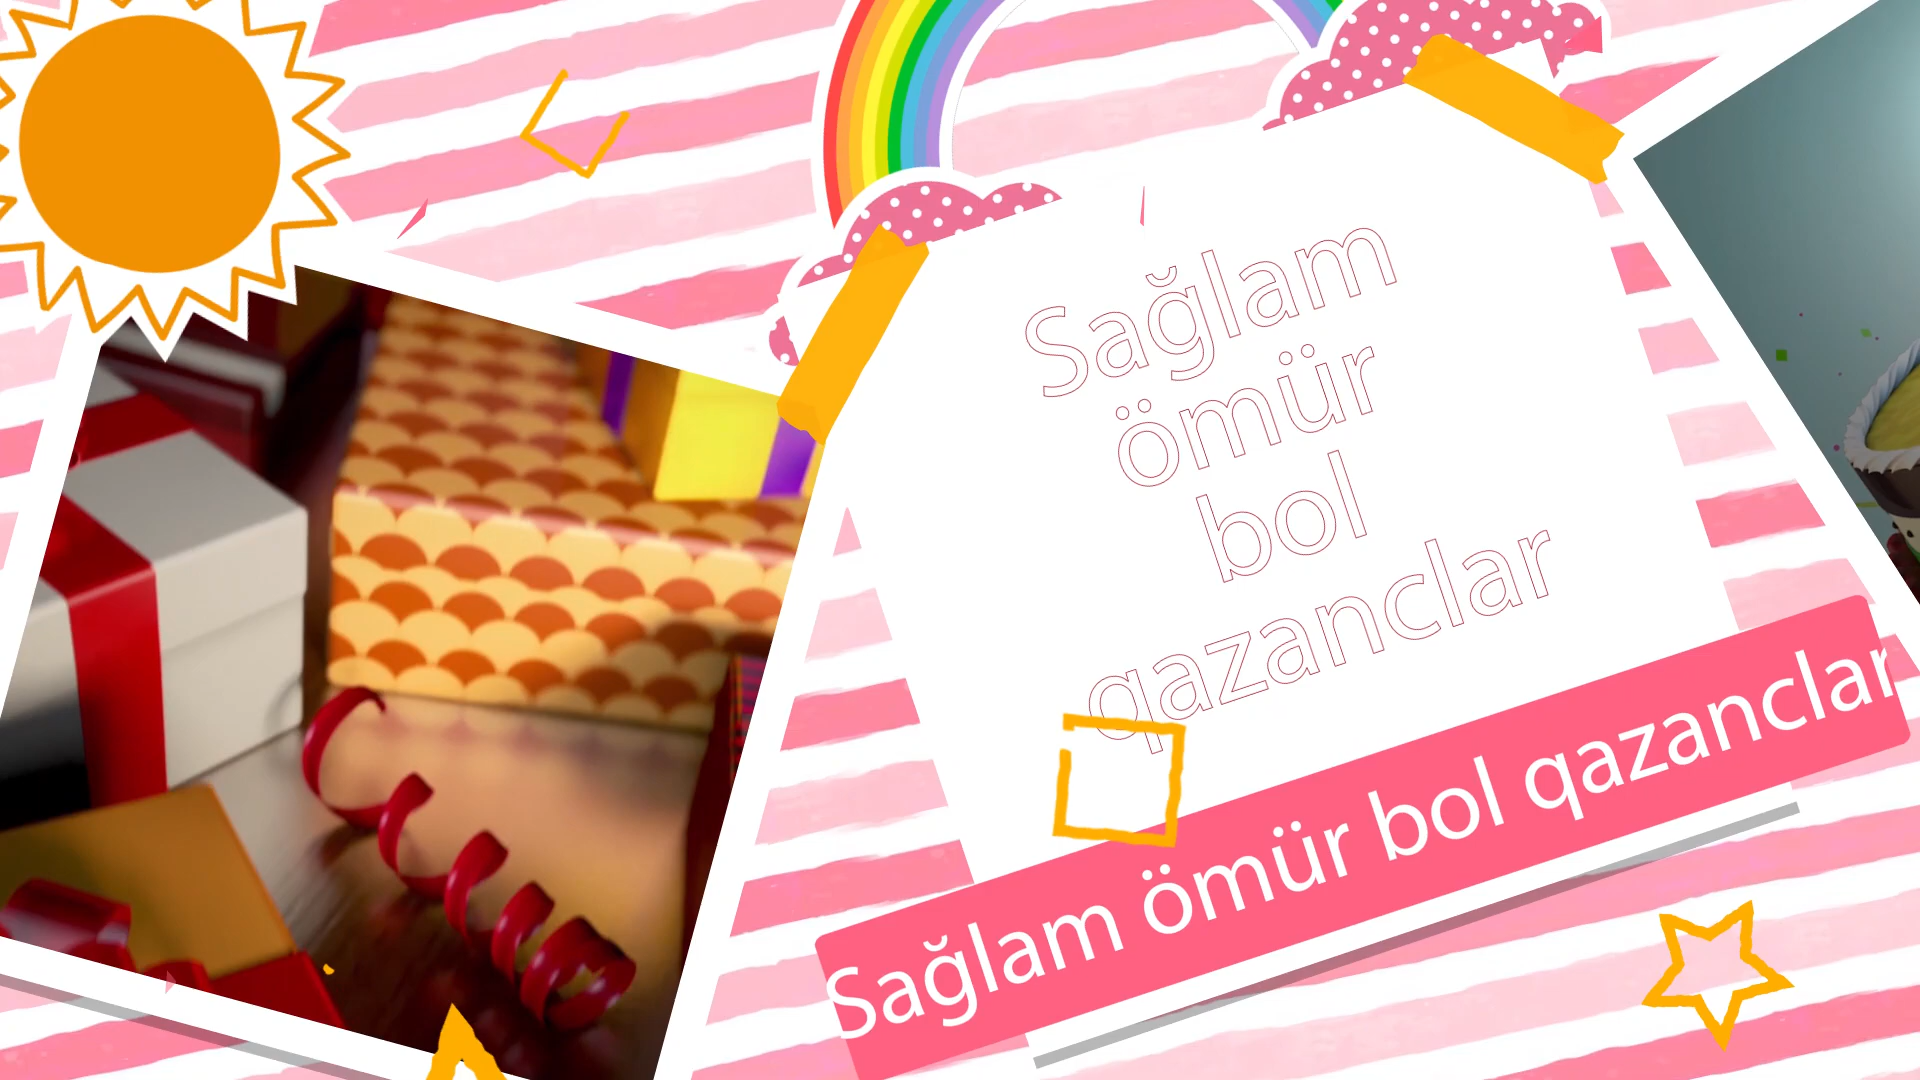 Sağlam
ömür
bol
qazanclar
Sağlam ömür bol qazanclar